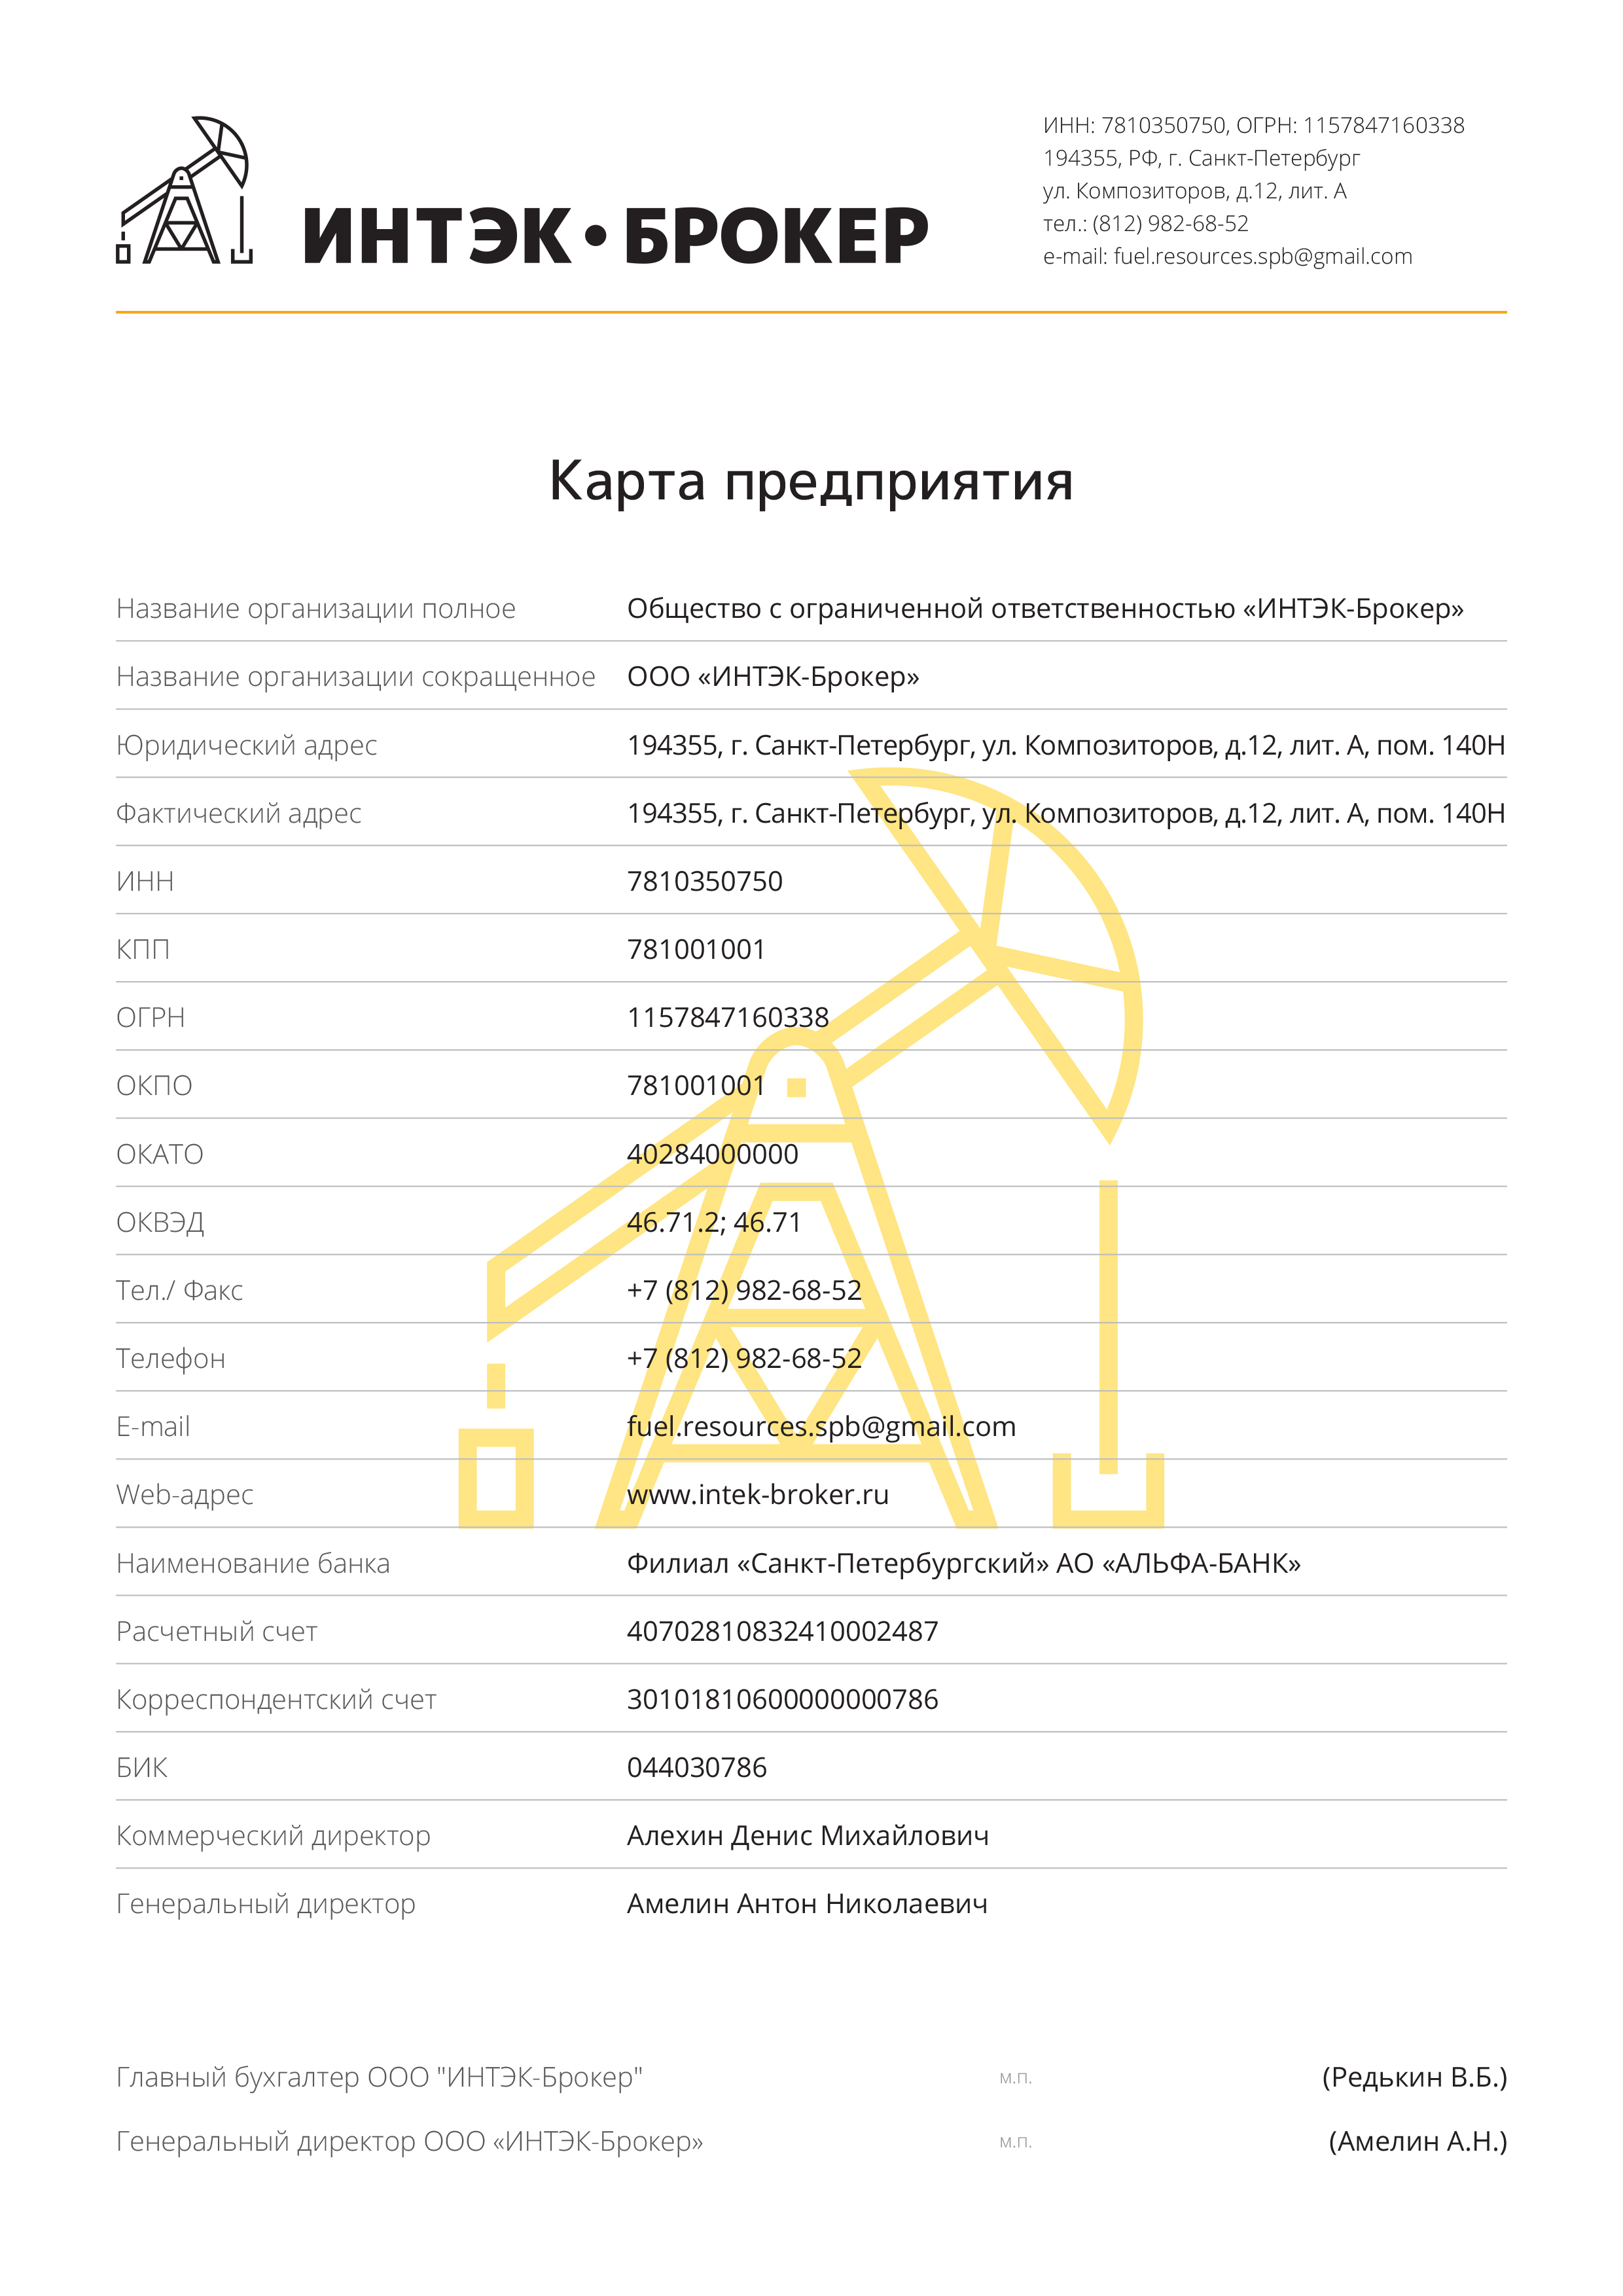 ИНТЭК•БРОКЕР
ИНН: 7810350750, ОГРН: 1157847160338
194355, РФ, г. Санкт-Петербург
ул. Композиторов, д.12, лит. А
тел.: (812) 982-68-52
e-mail: fuel.resources.spb@gmail.com
Карта предприятия
Название организации полное Общество с ограниченной ответственностью «ИНТЭК-Брокер»
Название организации сокращенное ООО «ИНТЭК-Брокер»
Юридический адрес 194355, г. Санкт-Петербург, ул. Композиторов, д.12, лит. А, пом. 140Н
Фактический адрес 194355, г. Санкт-Петербург, ул. Композиторов, д.12, лит. А, пом. 140Н
ИНН 7810350750
КПП 781001001
ОГРН 1157847160338
ОКПО 781001001
ОКАТО 40284000000
ОКВЭД 46.71.2; 46.71
Тел./ Факс +7 (812) 982-68-52
Телефон +7 (812) 982-68-52
E-mail fuel.resources.spb@gmail.com
Web-адрес www.intek-broker.ru
Наименование банка Филиал «Санкт-Петербургский» АО «АЛЬФА-БАНК»
Расчетный счет 40702810832410002487
Корреспондентский счет 30101810600000000786
БИК 044030786
Коммерческий директор Алехин Денис Михайлович
Генеральный директор Амелин Антон Николаевич
Главный бухгалтер ООО "ИНТЭК-Брокер" м.п. (Редькин В.Б.)
Генеральный директор ООО «ИНТЭК-Брокер» м.п. (Амелин А.Н.)